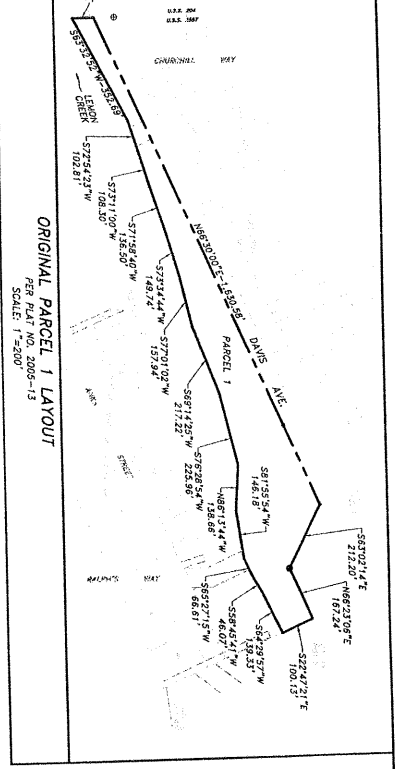 U.S.S. 204
U.S.S. 1567
CHURCHILL WAY
S63°32'52"W-352.69'
LEMON
CREEK
S72°54'23"W
102.81'
S73°11'00"W
108.30'
S71°58'40"W
136.50'
S73°34'44"W
149.74'
S77°01'02"W
157.94'
S69°14'25"W
217.22'
S76°28'54"W
225.96'
N86°13'44"W
138.66'
S81°55'54"W
146.18'
S65°27'15"W
66.61'
S58°45'41"W
46.07'
S64°29'57"W
139.33'
S22°47'21"E
100.13'
N66°23'06"E
167.24'
S63°02'14"E
212.20'
N66°30'00"E-1,630.58'
DAVIS AVE.
PARCEL 1
STREET
RALPH'S WAY
ORIGINAL PARCEL 1 LAYOUT
PER PLAT NO. 2005-13
SCALE: 1"=200'